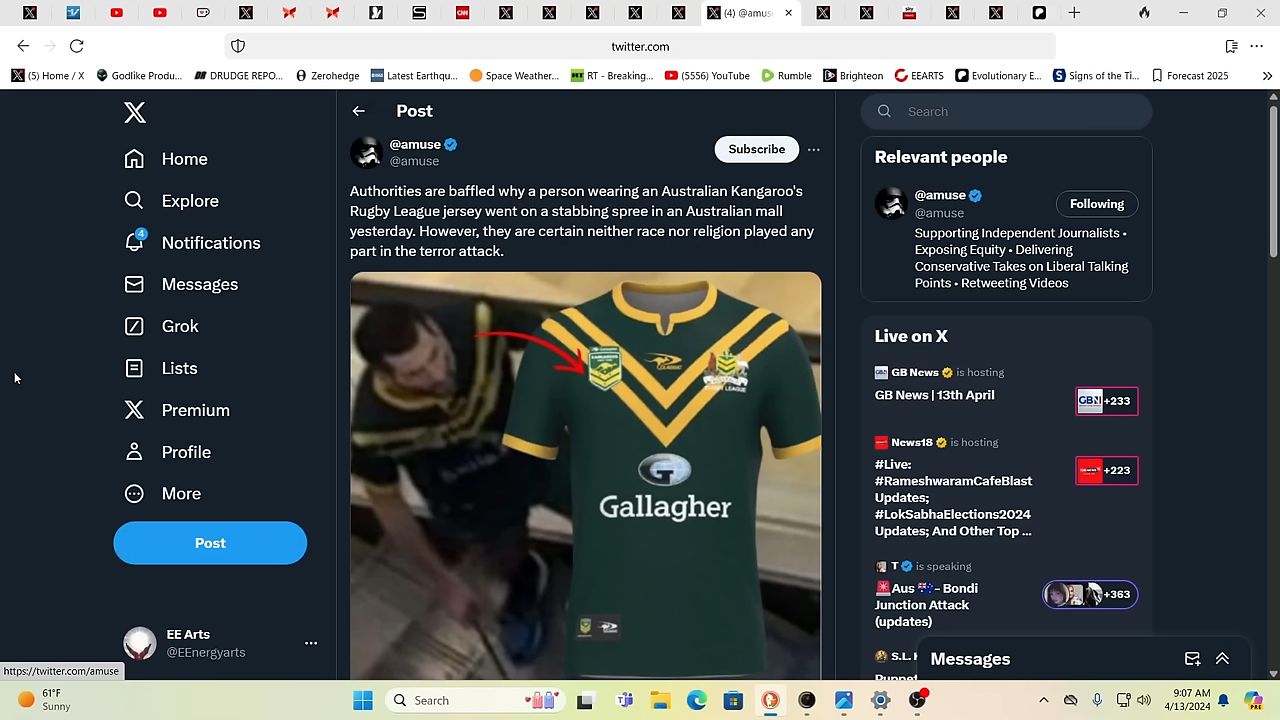 (4) @amus
twitter.com
(5) Home / X
Godlike Produ...
DRUDGE REPO...
Zerohedge
Latest Earthqu...
Space Weather...
RT - Breaking...
(5556) YouTube
Rumble
Brighteon
EEARTS
Evolutionary E...
Signs of the Ti...
Forecast 2025
Home
Explore
4
Notifications
Messages
Grok
Lists
Premium
Profile
More
Post
EE Arts
@EEnergyarts
https://twitter.com/amuse
Post
@amuse
@amuse
Subscribe
Authorities are baffled why a person wearing an Australian Kangaroo's
Rugby League jersey went on a stabbing spree in an Australian mall
yesterday. However, they are certain neither race nor religion played any
part in the terror attack.
Gallagher
Search
Relevant people
@amuse
@amuse
Following
Supporting Independent Journalists •
Exposing Equity • Delivering
Conservative Takes on Liberal Talking
Points • Retweeting Videos
Live on X
GB News is hosting
GB News | 13th April
GBN +233
News18 is hosting
#Live:
#RameshwaramCafeBlast
Updates;
#LokSabhaElections2024
Updates; And Other Top ...
+223
T is speaking
Aus - Bondi
Junction Attack
(updates)
+363
Messages
61°F
Sunny
Search
9:07 AM
4/13/2024